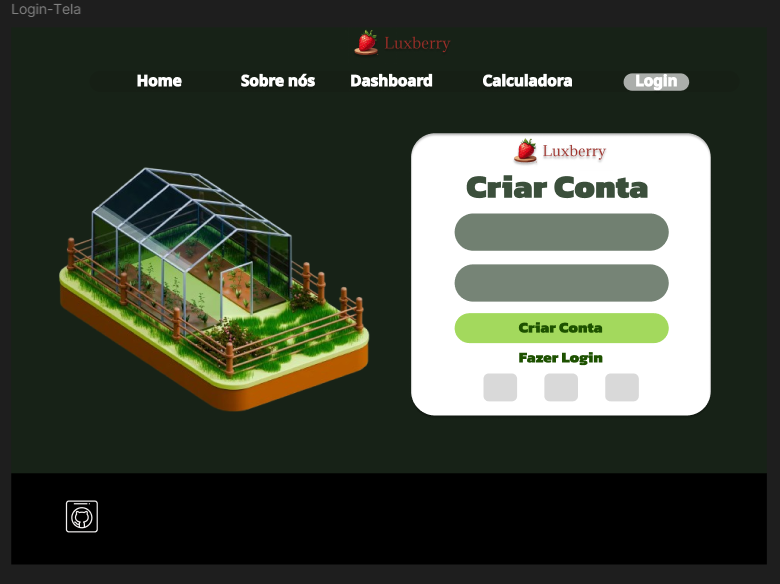 Login-Tela
Luxberry
Home Sobre nós Dashboard Calculadora Login
Luxberry
Criar Conta
Criar Conta
Fazer Login